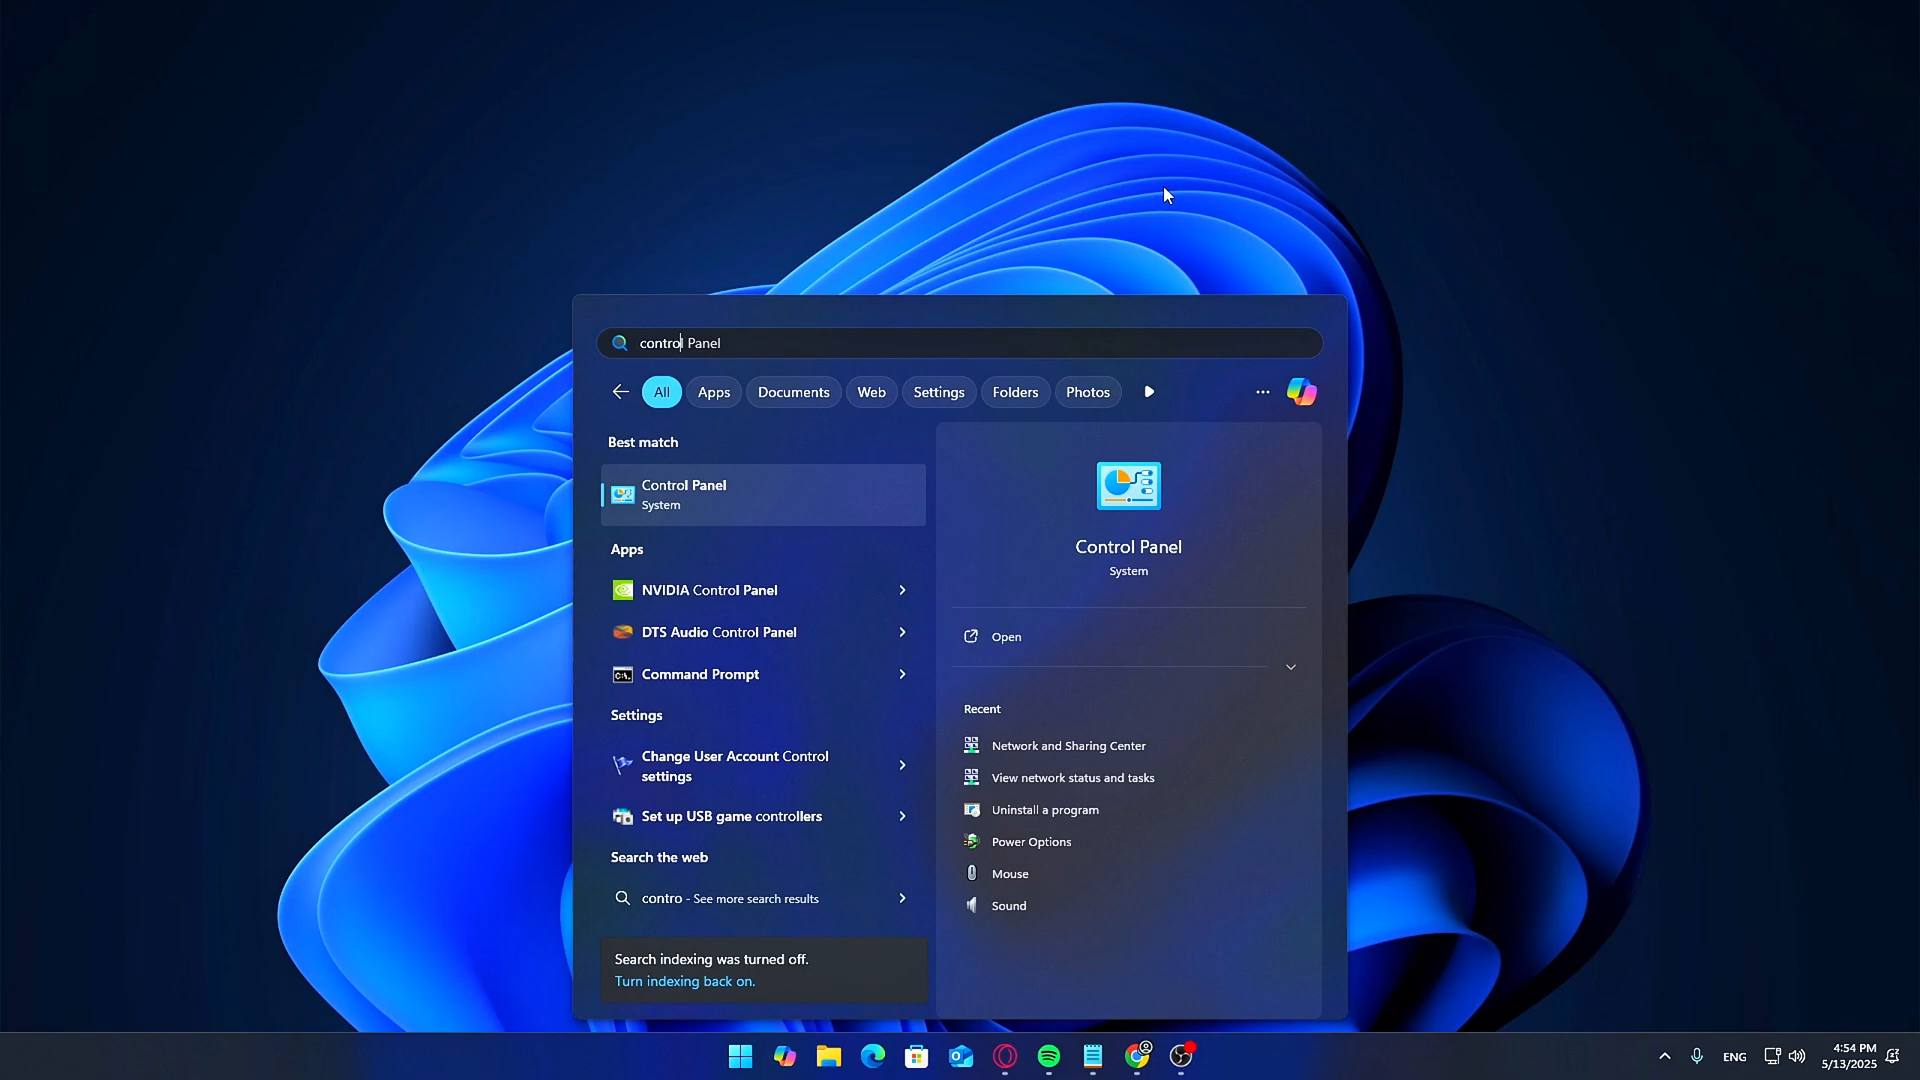 control Panel
All Apps Documents Web Settings Folders Photos
Best match
Control Panel
System
Apps
NVIDIA Control Panel
DTS Audio Control Panel
Command Prompt
Settings
Change User Account Control
settings
Set up USB game controllers
Search the web
contro - See more search results
Search indexing was turned off.
Turn indexing back on.
Control Panel
System
Open
Recent
Network and Sharing Center
View network status and tasks
Uninstall a program
Power Options
Mouse
Sound
ENG
4:54 PM
5/13/2025